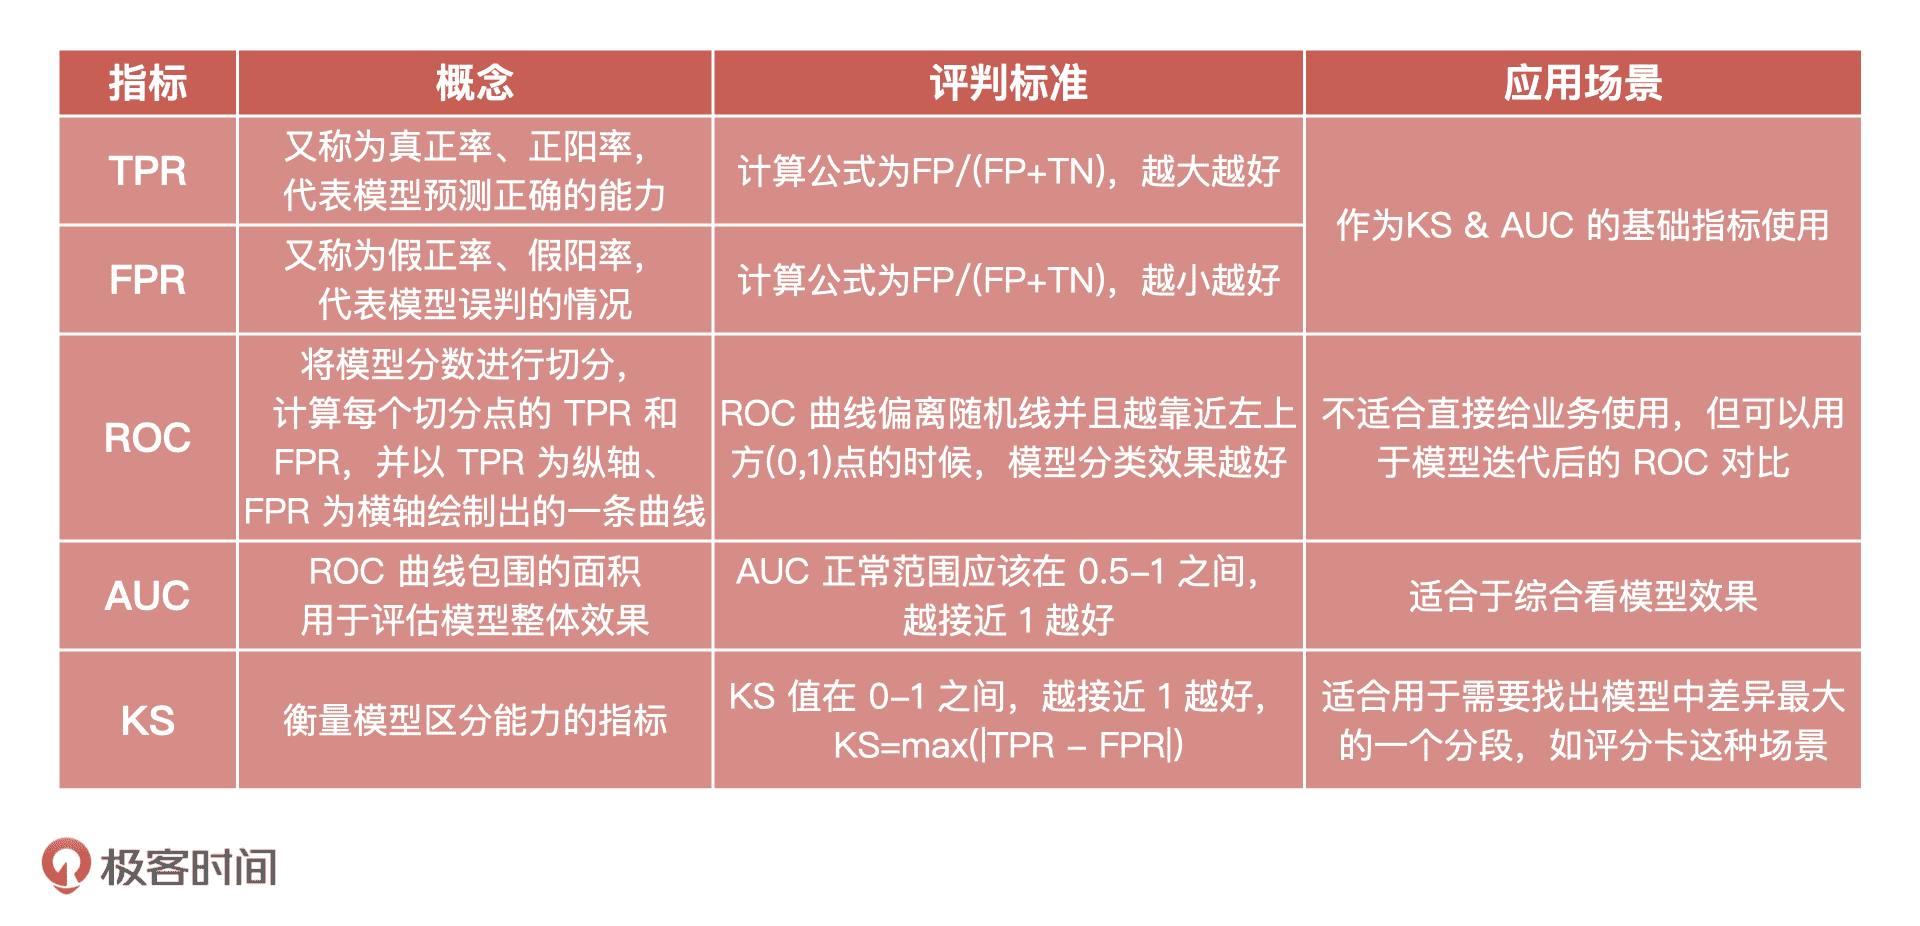 指标
概念
评判标准
应用场景
TPR
又称为真正率、正阳率，
代表模型预测正确的能力
计算公式为FP/(FP+TN)，越大越好
作为KS & AUC 的基础指标使用
FPR
又称为假正率、假阳率，
代表模型误判的情况
计算公式为FP/(FP+TN)，越小越好
ROC
将模型分数进行切分，
计算每个切分点的 TPR 和
FPR，并以 TPR 为纵轴、
FPR 为横轴绘制出的一条曲线
ROC 曲线偏离随机线并且越靠近左上
方(0,1)点的时候，模型分类效果越好
不适合直接给业务使用，但可以用
于模型迭代后的 ROC 对比
AUC
ROC 曲线包围的面积
用于评估模型整体效果
AUC 正常范围应该在 0.5–1 之间，
越接近 1 越好
适合于综合看模型效果
KS
衡量模型区分能力的指标
KS 值在 0–1 之间，越接近 1 越好，
KS=max(|TPR – FPR|)
适合用于需要找出模型中差异最大
的一个分段，如评分卡这种场景
极客时间